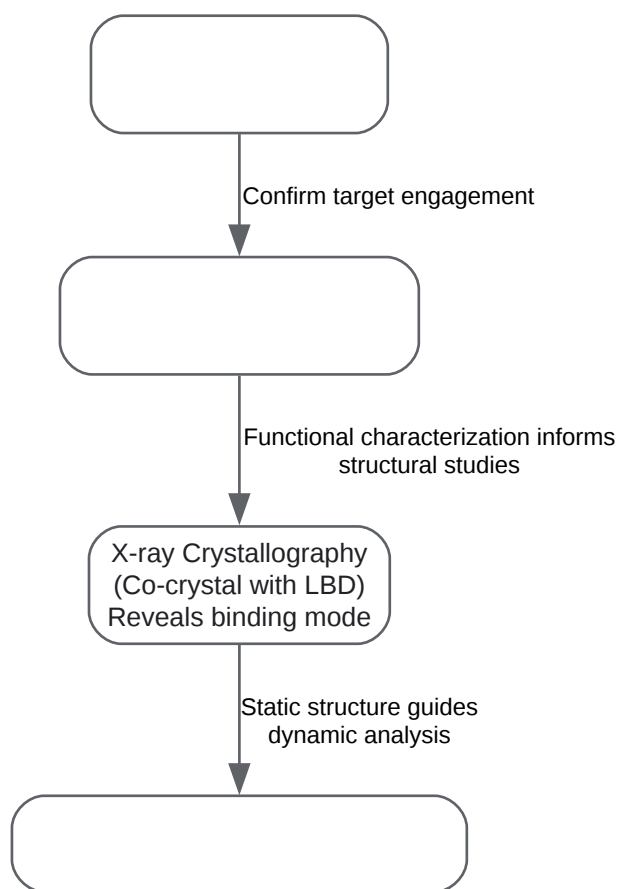 Confirm target engagement
Functional characterization informs
structural studies
X-ray Crystallography
(Co-crystal with LBD)
Reveals binding mode
Static structure guides
dynamic analysis